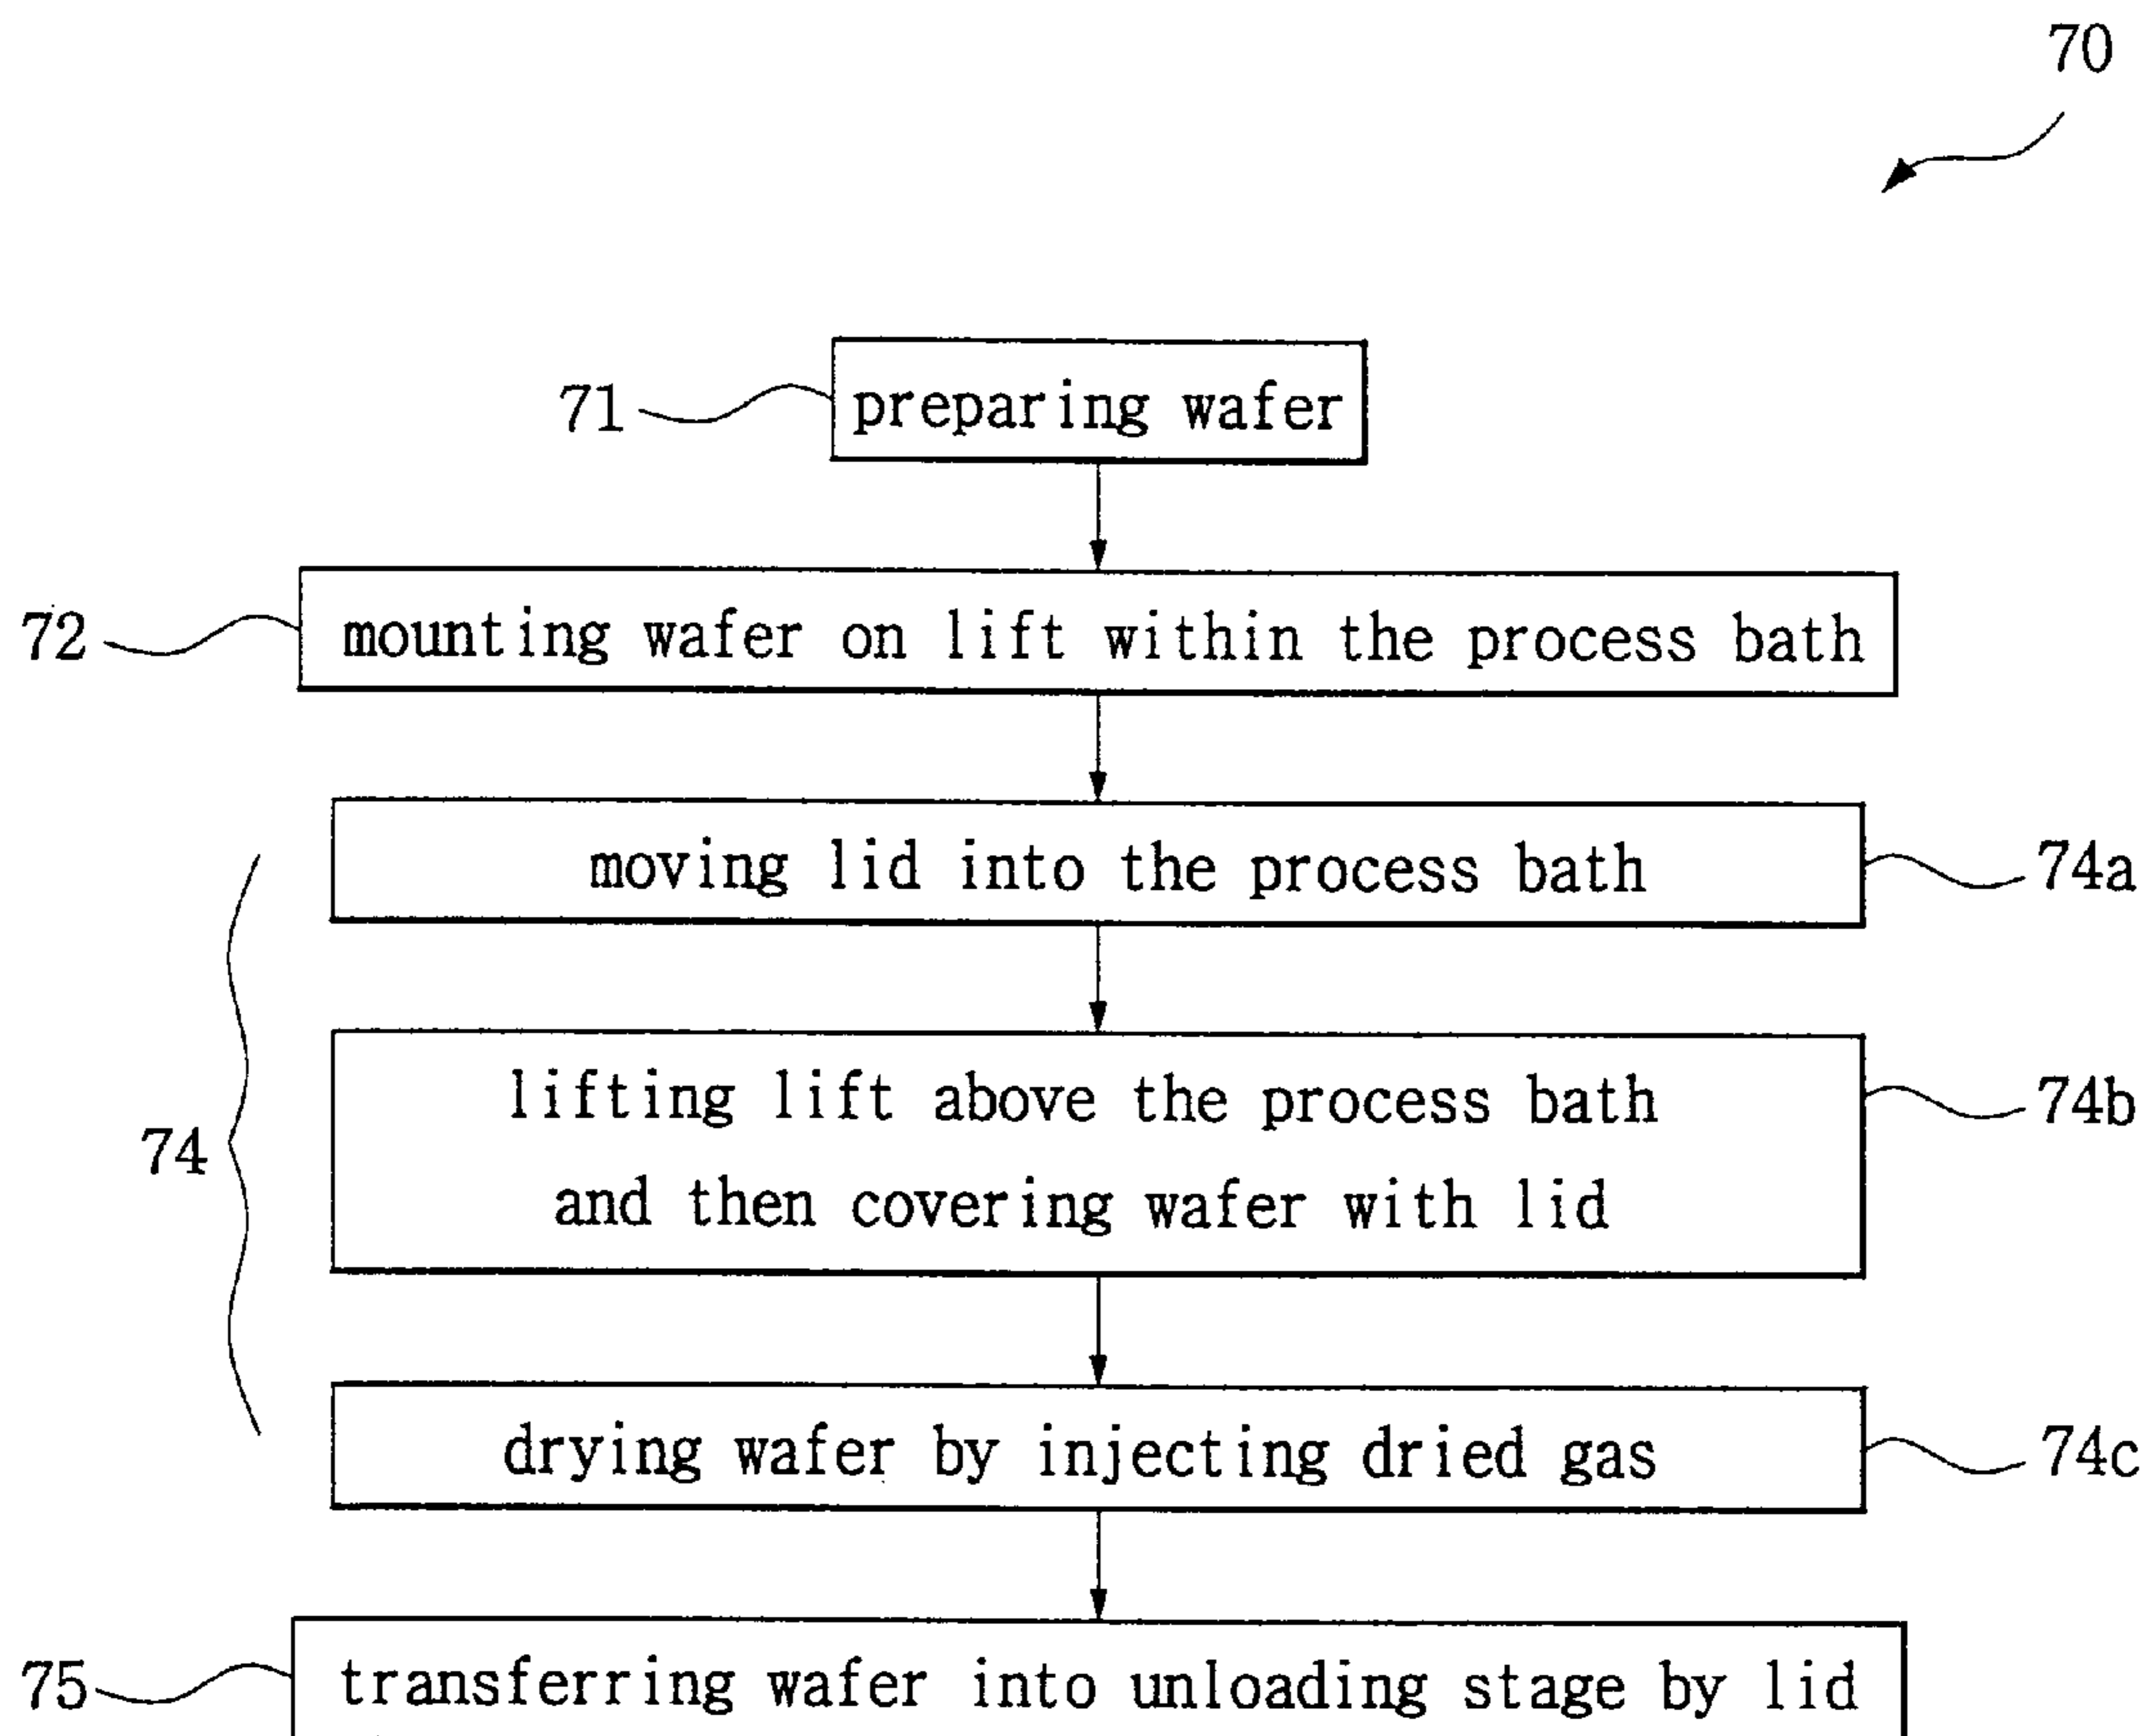 70
71 preparing wafer
72 mounting wafer on lift within the process bath
moving lid into the process bath 74a
lifting lift above the process bath 74b
74
and then covering wafer with lid
drying wafer by injecting dried gas 74c
75 transferring wafer into unloading stage by lid